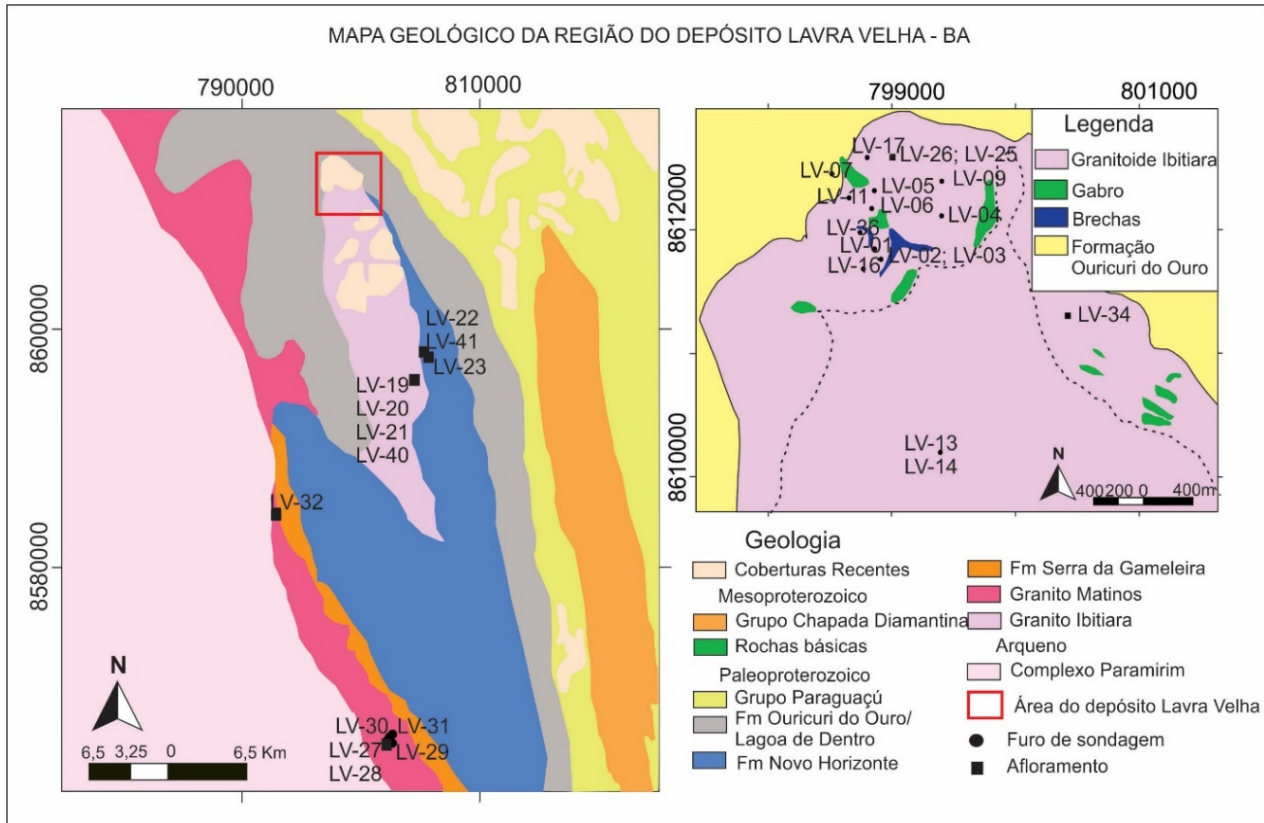 MAPA GEOLÓGICO DA REGIÃO DO DEPÓSITO LAVRA VELHA - BA
790000
810000
8600000
8580000
LV-22
LV-41
LV-23
LV-19
LV-20
LV-21
LV-40
LV-32
LV-30
LV-31
LV-27
LV-29
LV-28
N
6,5 3,25 0 6,5 Km
799000
801000
8612000
8610000
LV-17
LV-26; LV-25
LV-07
LV-05
LV-09
LV-11
LV-06
LV-04
LV-36
LV-01
LV-02; LV-03
LV-16
LV-34
LV-13
LV-14
N
400200 0 400m
Legenda
Granitoide Ibitiara
Gabro
Brechas
Formação
Ouricuri do Ouro
Geologia
Coberturas Recentes
Mesoproterozoico
Grupo Chapada Diamantina
Rochas básicas
Paleoproterozoico
Grupo Paraguaçú
Fm Ouricuri do Ouro/
Lagoa de Dentro
Fm Novo Horizonte
Fm Serra da Gameleira
Granito Matinos
Granito Ibitiara
Arqueno
Complexo Paramirim
Área do depósito Lavra Velha
Furo de sondagem
Afloramento